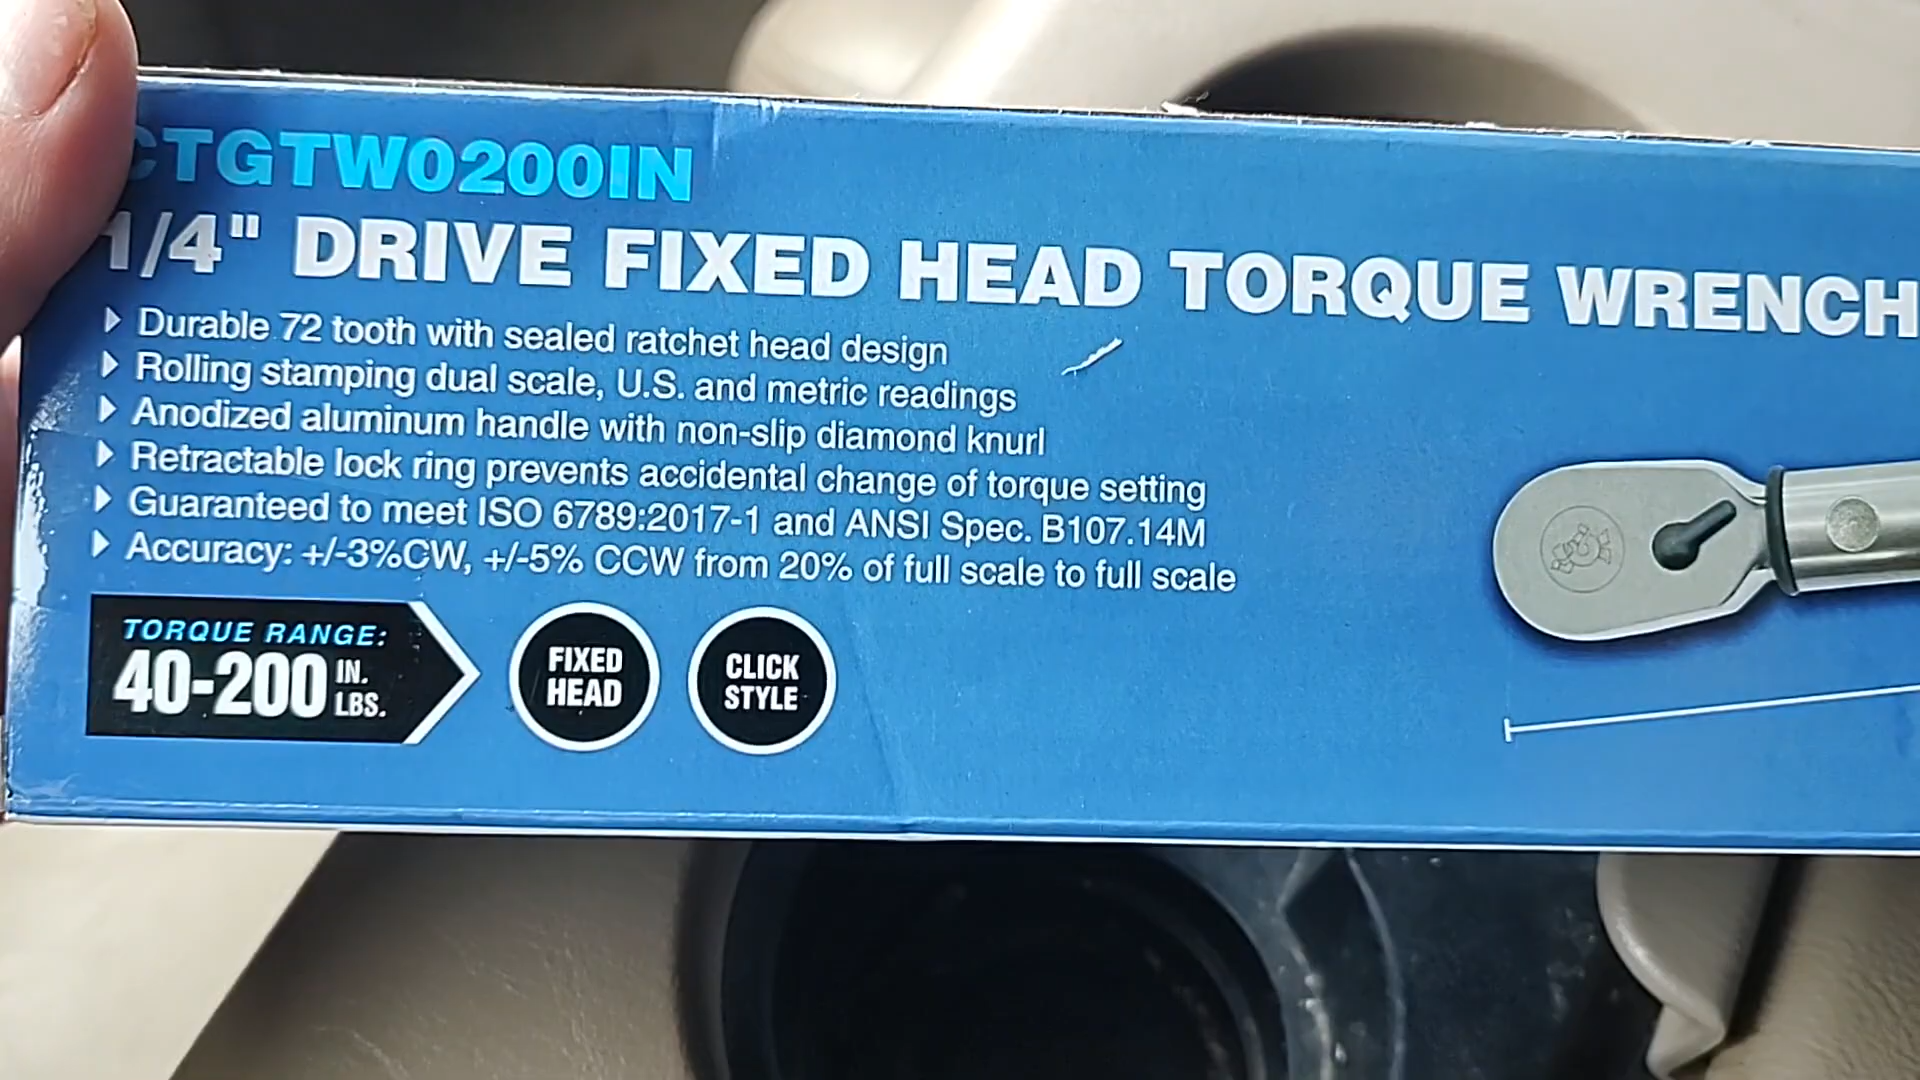 CTGTW0200IN
1/4" DRIVE FIXED HEAD TORQUE WRENCH
Durable 72 tooth with sealed ratchet head design
Rolling stamping dual scale, U.S. and metric readings
Anodized aluminum handle with non-slip diamond knurl
Retractable lock ring prevents accidental change of torque setting
Guaranteed to meet ISO 6789:2017-1 and ANSI Spec. B107.14M
Accuracy: +/-3%CW, +/-5% CCW from 20% of full scale to full scale
TORQUE RANGE:
40-200 IN. LBS.
FIXED
HEAD
CLICK
STYLE